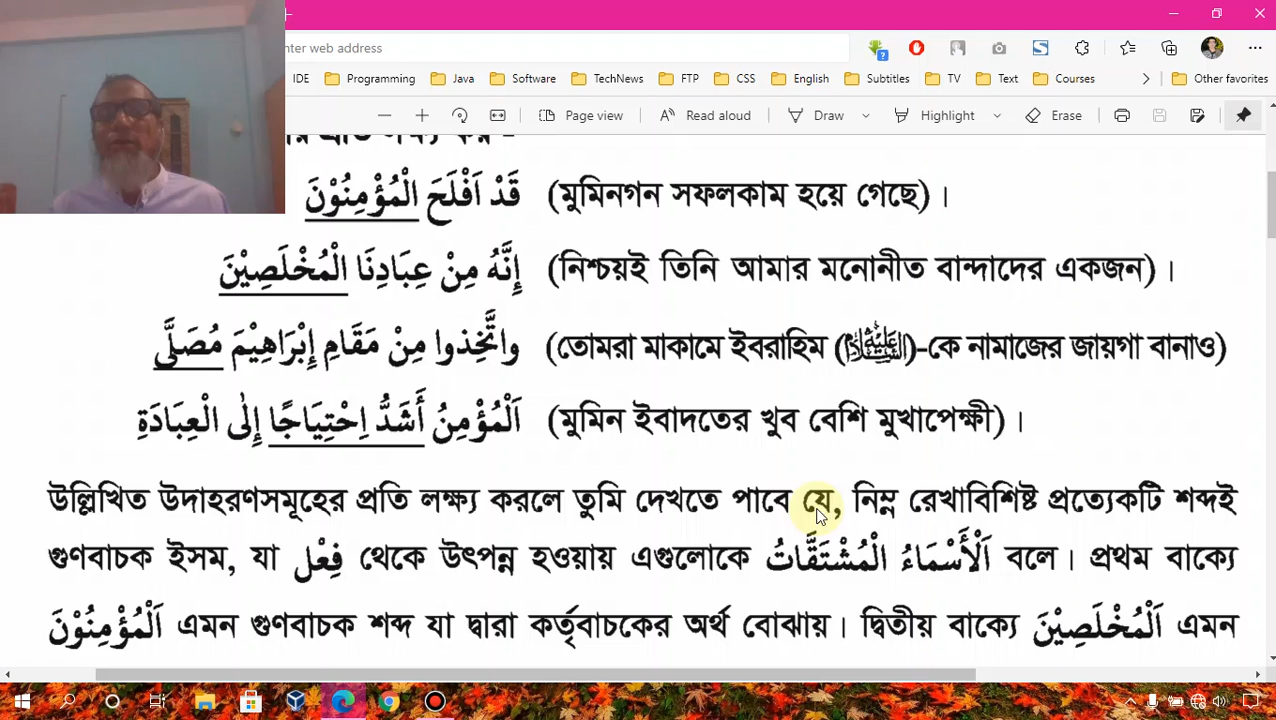 enter web address
IDE Programming Java Software TechNews FTP CSS English Subtitles TV Text Courses Other favorites
Page view Read aloud Draw Highlight Erase
প্রতি লক্ষ্য কর -
قَدْ اَفْلَحَ الْمُؤْمِنُوْنَ (মুমিনগন সফলকাম হয়ে গেছে)।
إِنَّهُ مِنْ عِبَادِنَا الْمُخْلَصِيْنَ (নিশ্চয়ই তিনি আমার মনোনীত বান্দাদের একজন)।
واتَّخِذوا مِنْ مَقَامِ إِبْرَاهِيْمَ مُصَلَّى (তোমরা মাকামে ইবরাহিম (عليه السلام)-কে নামাজের জায়গা বানাও)
اَلْمُؤْمِنُ أَشَدُّ اِحْتِيَاجًا إِلٰى الْعِبَادَةِ (মুমিন ইবাদতের খুব বেশি মুখাপেক্ষী)।
উল্লিখিত উদাহরণসমূহের প্রতি লক্ষ্য করলে তুমি দেখতে পাবে যে, নিম্ন রেখাবিশিষ্ট প্রত্যেকটি শব্দই
গুণবাচক ইসম, যা فِعْل থেকে উৎপন্ন হওয়ায় এগুলোকে اَلْأَسْمَاءُ الْمُشْتَقَّاتُ বলে। প্রথম বাক্যে
اَلْمُؤْمِنُوْنَ এমন গুণবাচক শব্দ যা দ্বারা কর্তৃবাচকের অর্থ বোঝায়। দ্বিতীয় বাক্যে اَلْمُخْلَصِيْنَ এমন